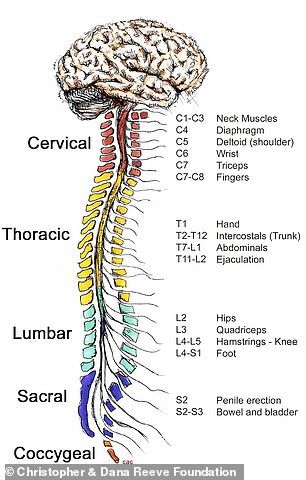 Cervical
C1-C3 Neck Muscles
C4 Diaphragm
C5 Deltoid (shoulder)
C6 Wrist
C7 Triceps
C7-C8 Fingers
Thoracic
T1 Hand
T2-T12 Intercostals (Trunk)
T7-L1 Abdominals
T11-L2 Ejaculation
Lumbar
L2 Hips
L3 Quadriceps
L4-L5 Hamstrings - Knee
L4-S1 Foot
Sacral
S2 Penile erection
S2-S3 Bowel and bladder
Coccygeal
© Christopher & Dana Reeve Foundation